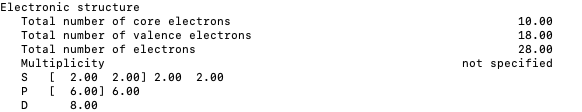 Electronic structure
Total number of core electrons 10.00
Total number of valence electrons 18.00
Total number of electrons 28.00
Multiplicity not specified
S [ 2.00 2.00] 2.00 2.00
P [ 6.00] 6.00
D 8.00